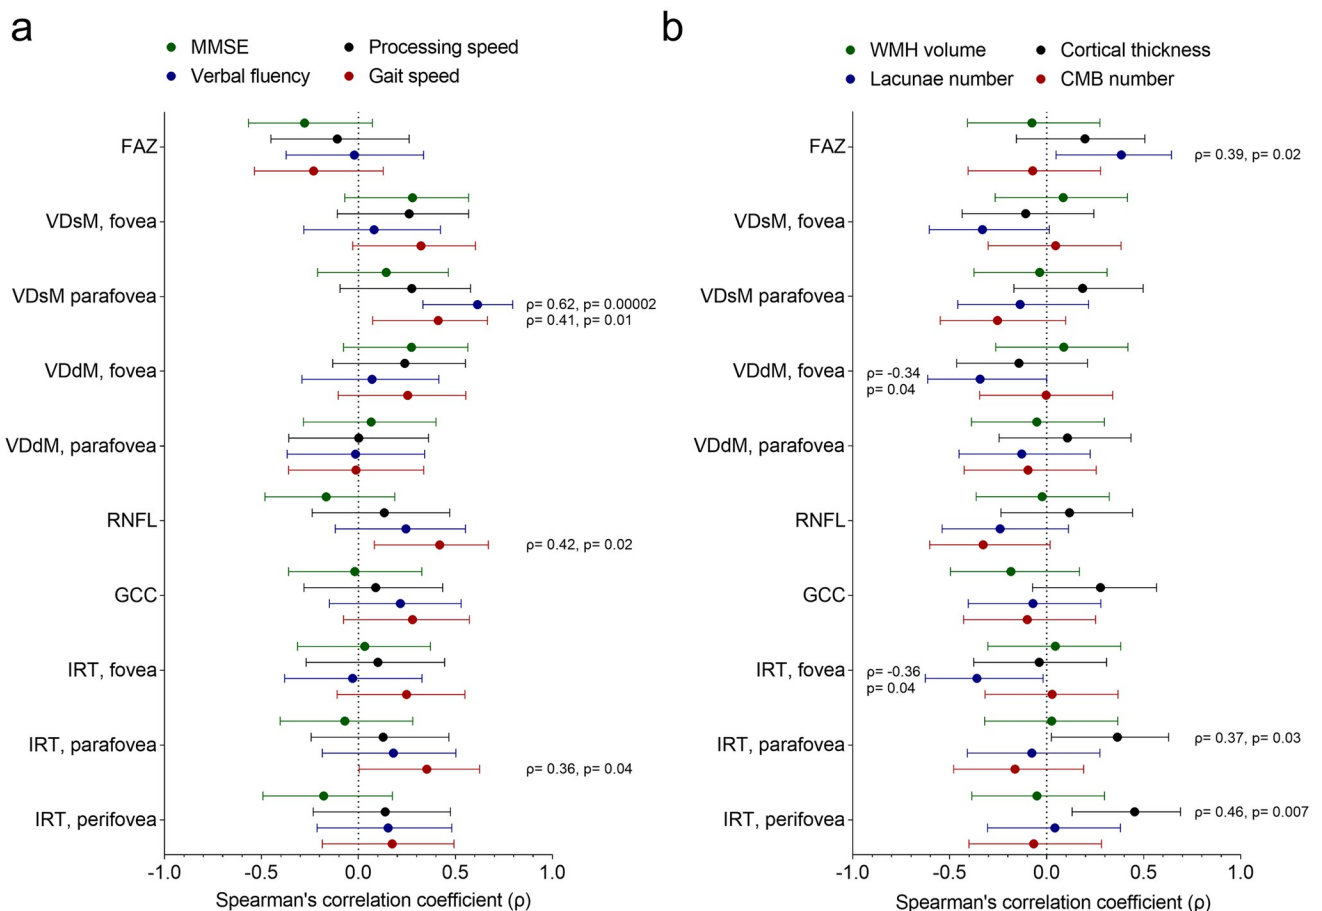 a
MMSE
Processing speed
Verbal fluency
Gait speed
FAZ
VDsM, fovea
VDsM parafovea
ρ= 0.62, p= 0.00002
ρ= 0.41, p= 0.01
VDdM, fovea
VDdM, parafovea
RNFL
ρ= 0.42, p= 0.02
GCC
IRT, fovea
IRT, parafovea
ρ= 0.36, p= 0.04
IRT, perifovea
-1.0 -0.5 0.0 0.5 1.0
Spearman's correlation coefficient (ρ)
b
WMH volume
Cortical thickness
Lacunae number
CMB number
FAZ
ρ= 0.39, p= 0.02
VDsM, fovea
VDsM parafovea
VDdM, fovea
ρ= -0.34
p= 0.04
VDdM, parafovea
RNFL
GCC
IRT, fovea
ρ= -0.36
p= 0.04
IRT, parafovea
ρ= 0.37, p= 0.03
IRT, perifovea
ρ= 0.46, p= 0.007
-1.0 -0.5 0.0 0.5 1.0
Spearman's correlation coefficient (ρ)